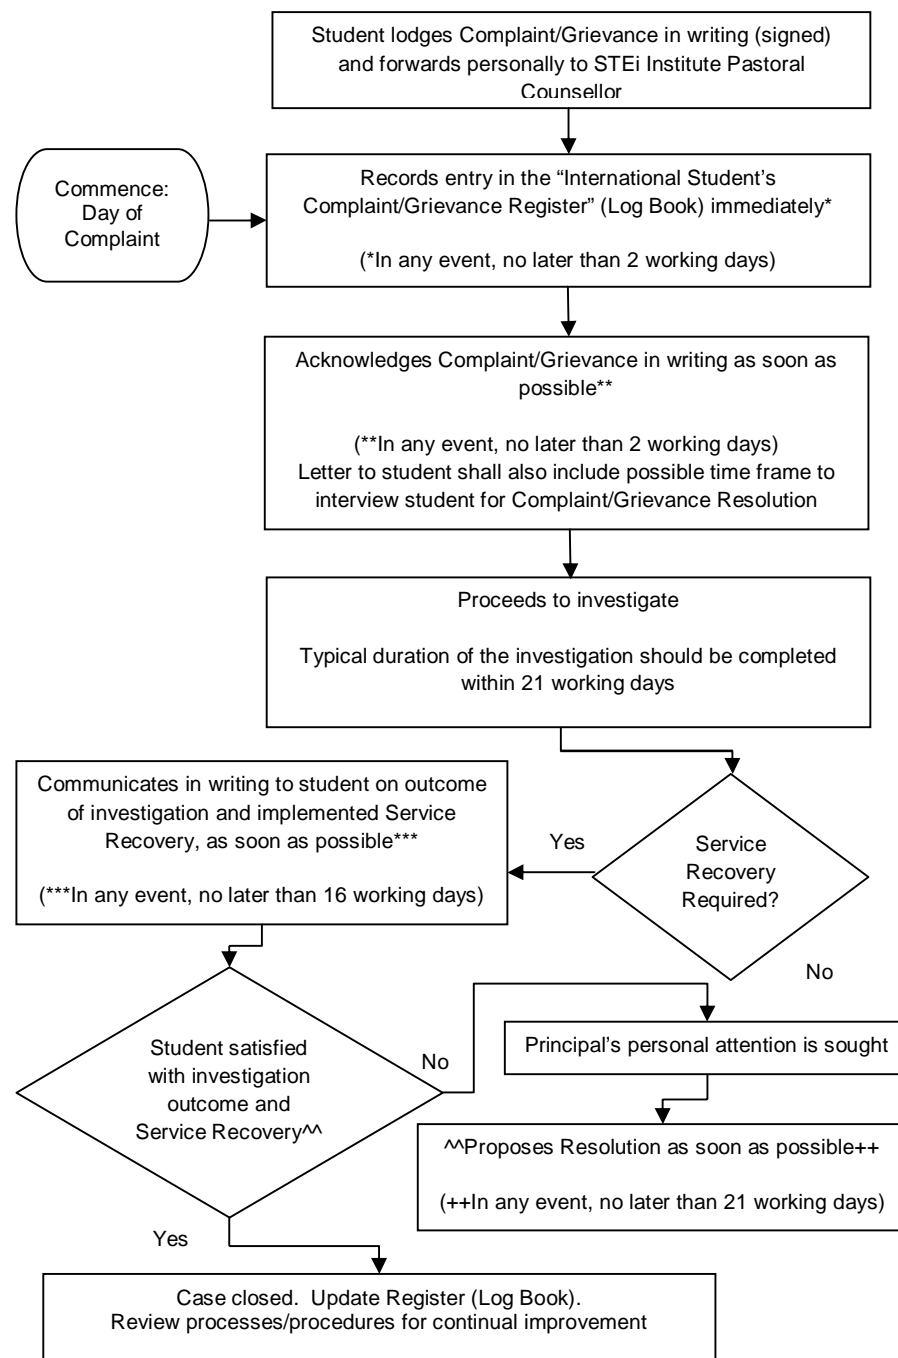 Student lodges Complaint/Grievance in writing (signed)
and forwards personally to STEi Institute Pastoral
Counsellor
Commence:
Day of
Complaint
Records entry in the “International Student’s
Complaint/Grievance Register” (Log Book) immediately*
(*In any event, no later than 2 working days)
Acknowledges Complaint/Grievance in writing as soon as
possible**
(**In any event, no later than 2 working days)
Letter to student shall also include possible time frame to
interview student for Complaint/Grievance Resolution
Proceeds to investigate
Typical duration of the investigation should be completed
within 21 working days
Communicates in writing to student on outcome
of investigation and implemented Service
Recovery, as soon as possible***
(***In any event, no later than 16 working days)
Yes
Service
Recovery
Required?
No
Student satisfied
with investigation
outcome and
Service Recovery^^
No
Principal’s personal attention is sought
^^Proposes Resolution as soon as possible++
(++In any event, no later than 21 working days)
Yes
Case closed.  Update Register (Log Book).
Review processes/procedures for continual improvement